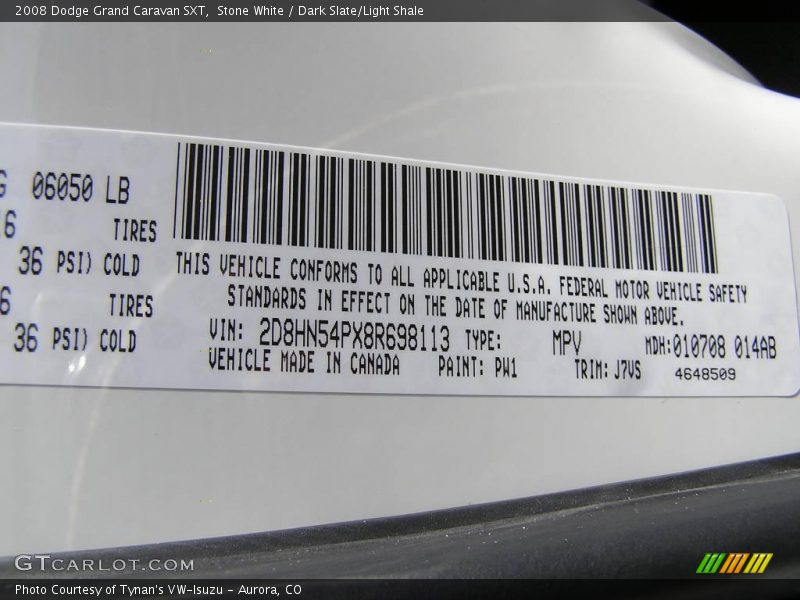 2008 Dodge Grand Caravan SXT,  Stone White / Dark Slate/Light Shale
06050 LB
TIRES
36 PSI) COLD
TIRES
36 PSI) COLD
THIS VEHICLE CONFORMS TO ALL APPLICABLE U.S.A. FEDERAL MOTOR VEHICLE SAFETY
STANDARDS IN EFFECT ON THE DATE OF MANUFACTURE SHOWN ABOVE.
VIN: 2D8HN54PX8R698113 TYPE: MPV MDH: 010708 014AB
VEHICLE MADE IN CANADA PAINT: PW1 TRIM: J7VS 4648509
GTCARLOT.COM
Photo Courtesy of Tynan's VW-Isuzu - Aurora, CO